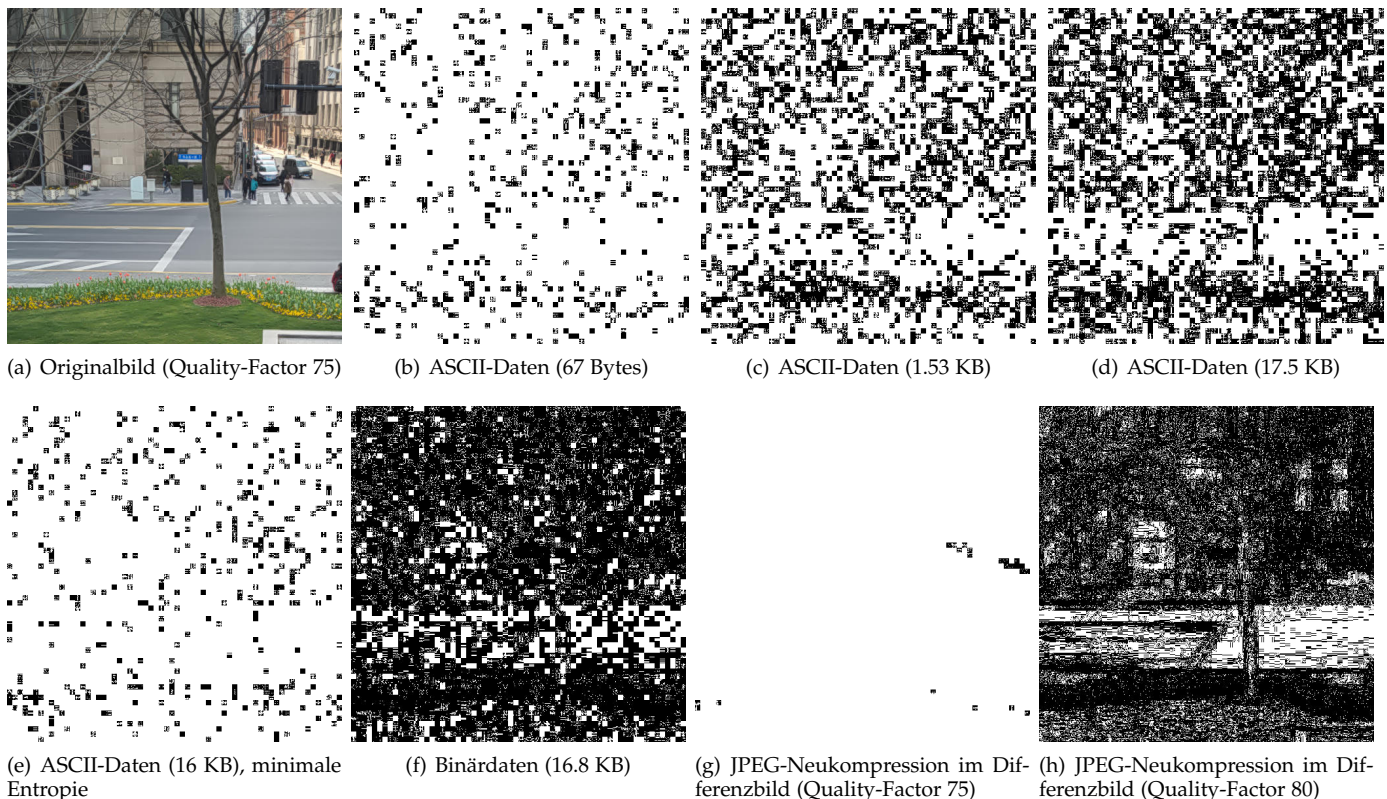 (a) Originalbild (Quality-Factor 75)
(b) ASCII-Daten (67 Bytes)
(c) ASCII-Daten (1.53 KB)
(d) ASCII-Daten (17.5 KB)
(e) ASCII-Daten (16 KB), minimale
Entropie
(f) Binärdaten (16.8 KB)
(g) JPEG-Neukompression im Dif-
ferenzbild (Quality-Factor 75)
(h) JPEG-Neukompression im Dif-
ferenzbild (Quality-Factor 80)